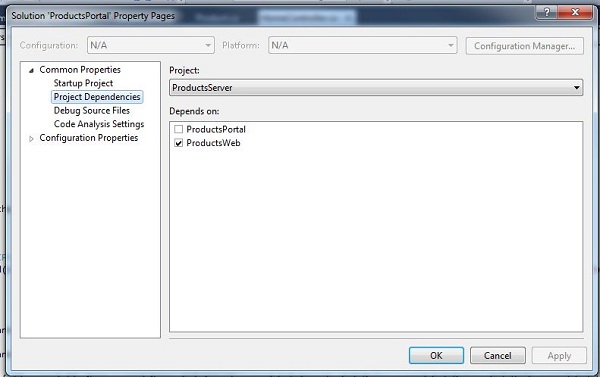 Solution 'ProductsPortal' Property Pages
Configuration: N/A Platform: N/A Configuration Manager...
Common Properties
Startup Project
Project Dependencies
Debug Source Files
Code Analysis Settings
Configuration Properties
Project:
ProductsServer
Depends on:
ProductsPortal
ProductsWeb
OK Cancel Apply